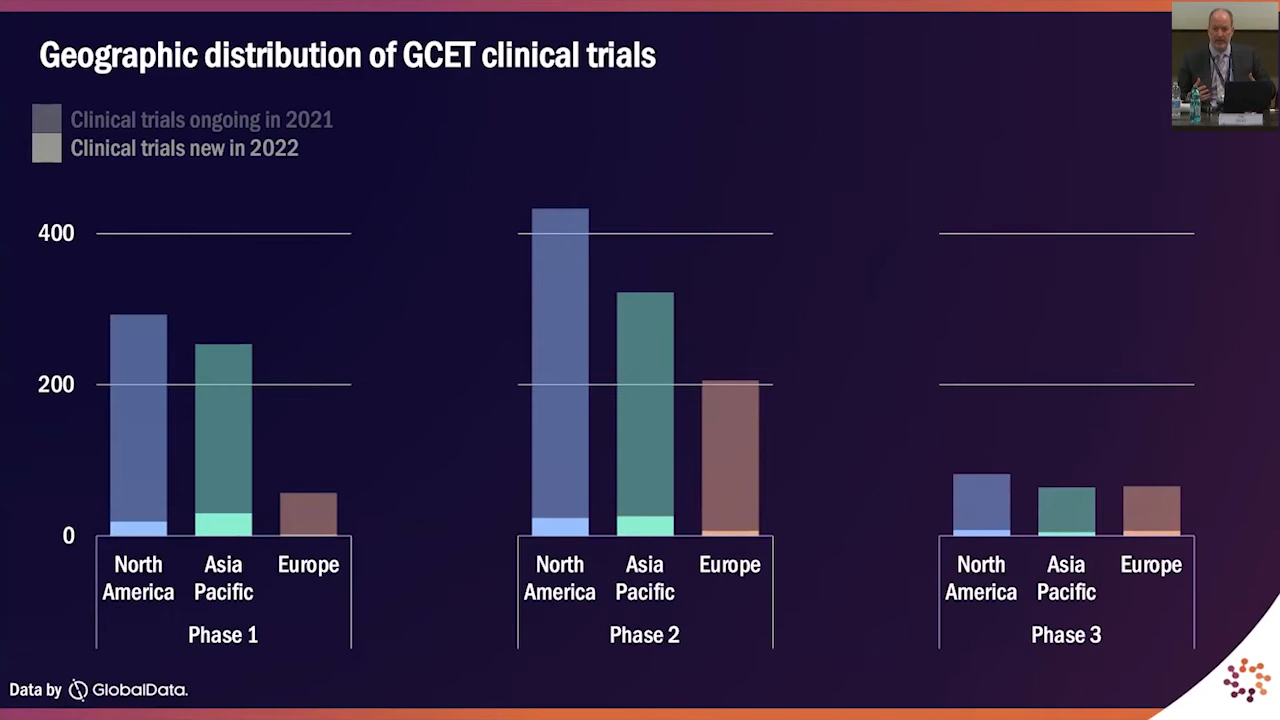 Geographic distribution of GCET clinical trials
Clinical trials ongoing in 2021
Clinical trials new in 2022
400
200
0
North America
Asia Pacific
Europe
Phase 1
North America
Asia Pacific
Europe
Phase 2
North America
Asia Pacific
Europe
Phase 3
Data by GlobalData.